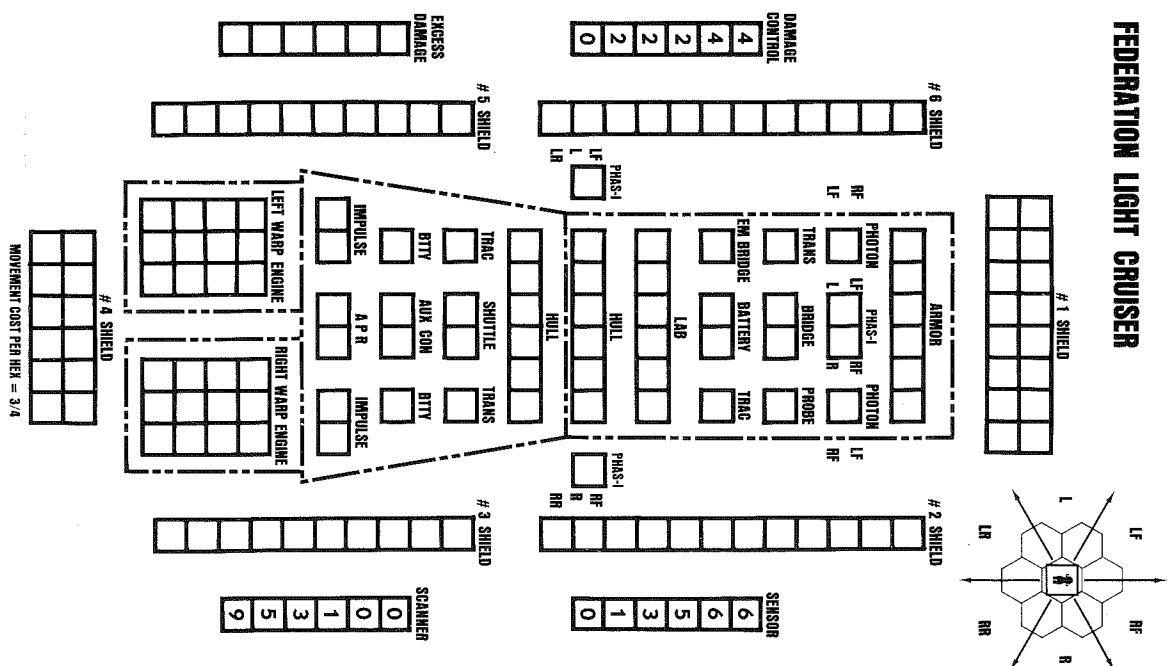 FEDERATION LIGHT CRUISER
# 1 SHIELD
LF
RF
L
R
LR
RR
# 6 SHIELD
# 2 SHIELD
DAMAGE
CONTROL
4
4
2
2
2
0
SENSOR
6
6
5
3
1
0
ARMOR
RF
LF
PHOTON
LF
L
PHAS-I
RF
R
PHOTON
LF
RF
TRANS
BRIDGE
PROBE
EM BRIDGE
BATTERY
TRAC
LAB
HULL
PHAS-I
LF
L
LR
PHAS-I
RF
R
RR
HULL
TRAC
SHUTTLE
TRANS
BTTY
AUX CON
BTTY
IMPULSE
A P R
IMPULSE
LEFT WARP ENGINE
RIGHT WARP ENGINE
# 5 SHIELD
# 3 SHIELD
EXCESS
DAMAGE
SCANNER
0
0
1
3
5
9
# 4 SHIELD
MOVEMENT COST PER HEX = 3/4